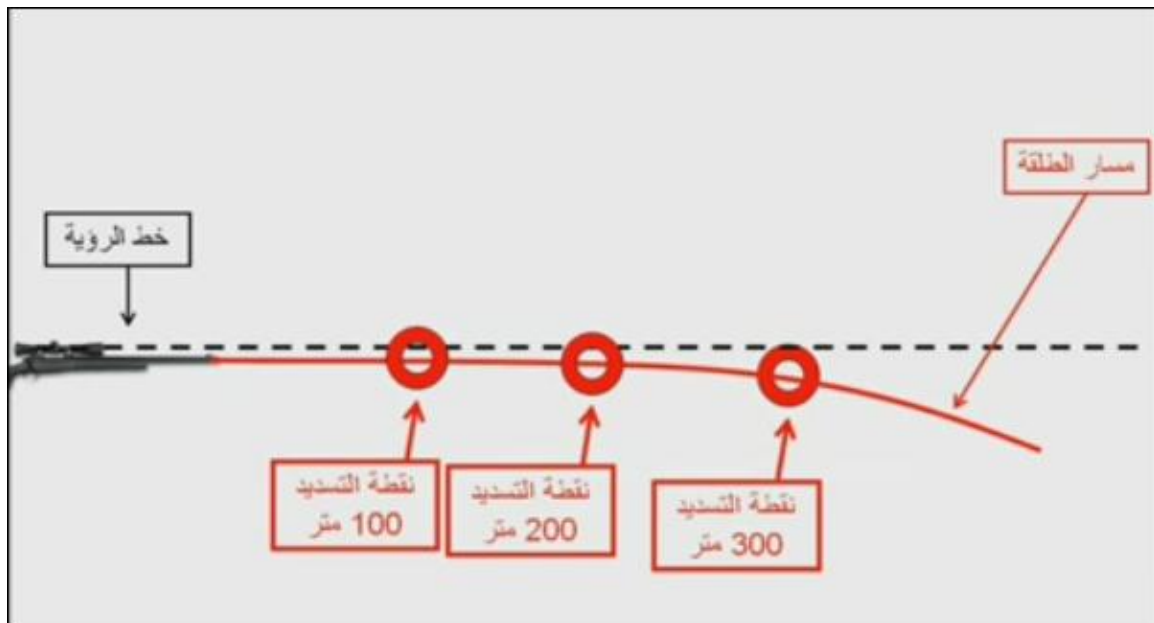 مسار الطلقة
خط الرؤية
نقطة التسديد
100 متر
نقطة التسديد
200 متر
نقطة التسديد
300 متر